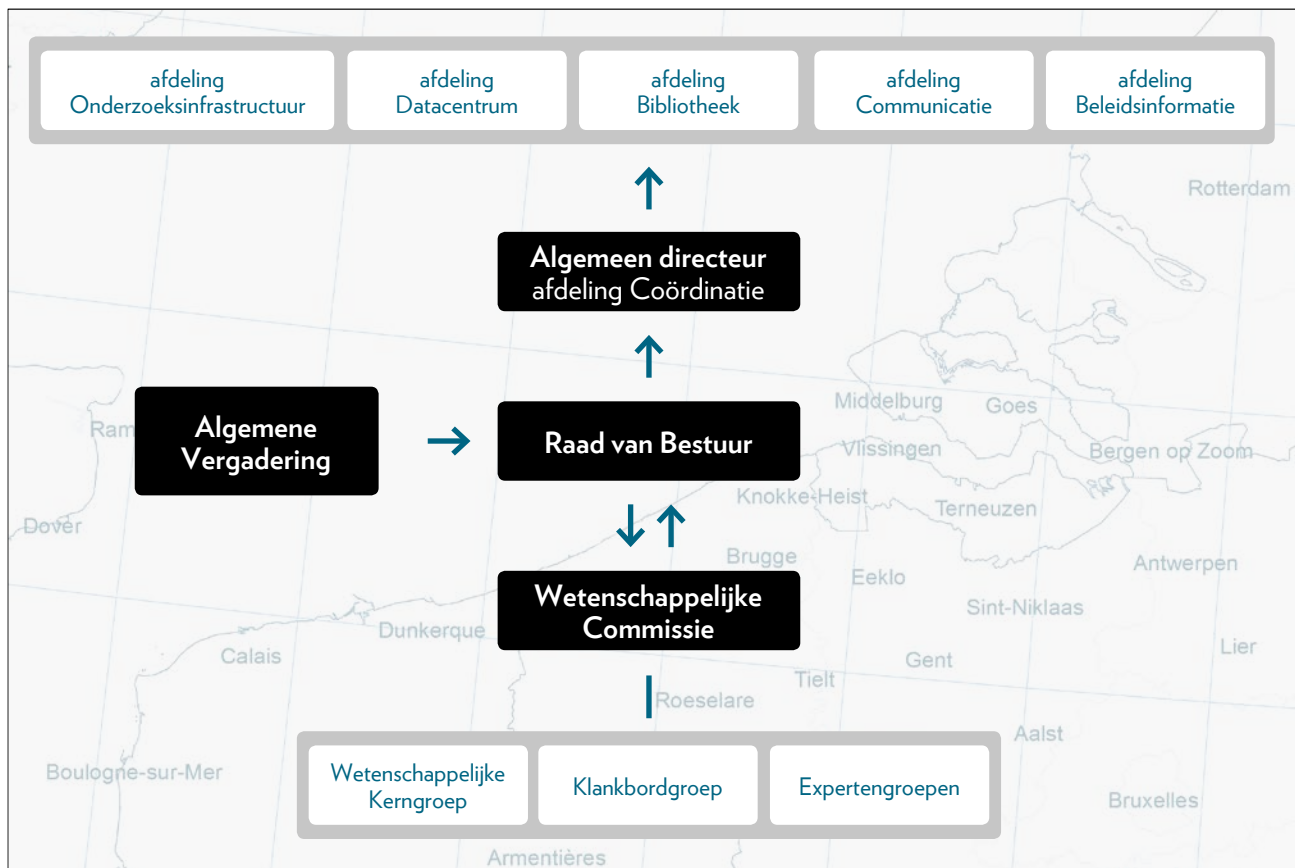 afdeling
Onderzoeksinfrastructuur
afdeling
Datacentrum
afdeling
Bibliotheek
afdeling
Communicatie
afdeling
Beleidsinformatie
Rotterdam
Algemeen directeur
afdeling Coördinatie
Algemene
Vergadering
Raad van Bestuur
Ram
Middelburg
Goes
Vlissingen
Bergen op Zoom
Knokke-Heist
Terneuzen
Dover
Brugge
Eeklo
Antwerpen
Wetenschappelijke
Commissie
Sint-Niklaas
Dunkerque
Calais
Gent
Lier
Tielt
Roeselare
Aalst
Boulogne-sur-Mer
Wetenschappelijke
Kerngroep
Klankbordgroep
Expertengroepen
Bruxelles
Armentières